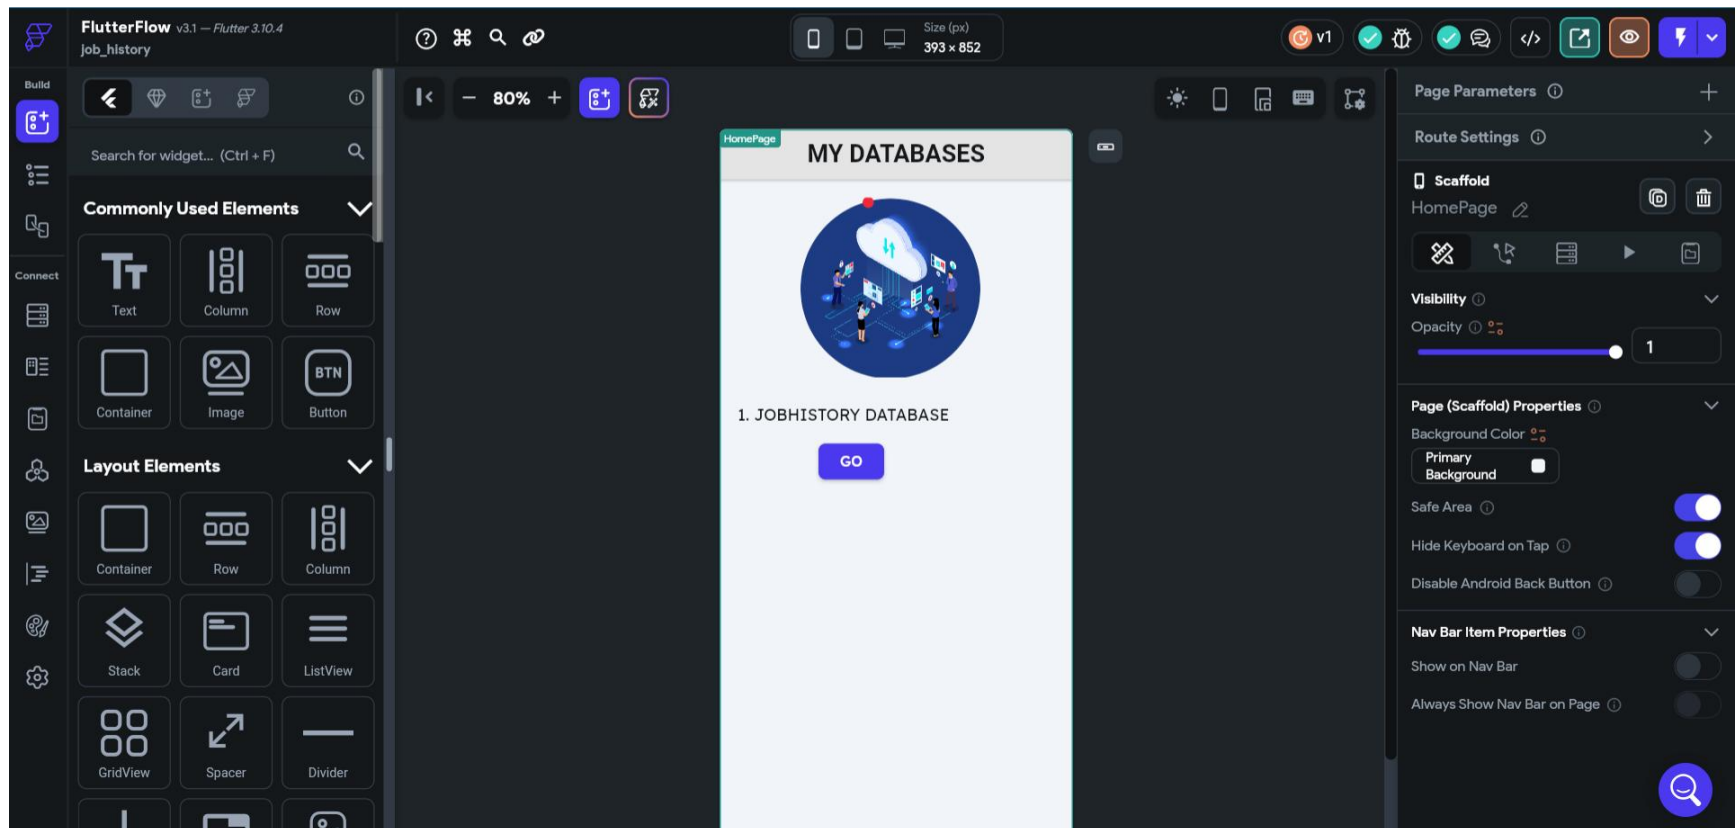 FlutterFlow v3.1 — Flutter 3.10.4
job_history
Size (px)
393 × 852
v1
Build
Connect
Search for widget... (Ctrl + F)
Commonly Used Elements
Text
Column
Row
Container
Image
BTN
Button
Layout Elements
Container
Row
Column
Stack
Card
ListView
GridView
Spacer
Divider
80%
HomePage
MY DATABASES
1. JOBHISTORY DATABASE
GO
Page Parameters
Route Settings
Scaffold
HomePage
Visibility
Opacity
1
Page (Scaffold) Properties
Background Color
Primary
Background
Safe Area
Hide Keyboard on Tap
Disable Android Back Button
Nav Bar Item Properties
Show on Nav Bar
Always Show Nav Bar on Page